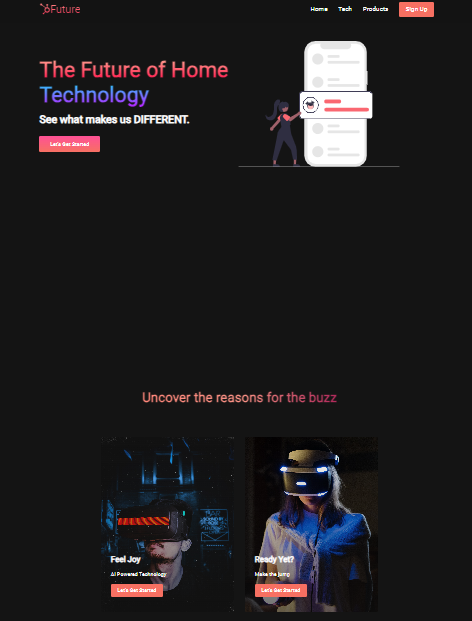 Future
Home Tech Products Sign Up
The Future of Home
Technology
See what makes us DIFFERENT.
Let's Get Started
Uncover the reasons for the buzz
Feel Joy
AI Powered Technology
Let's Get Started
Ready Yet?
Make the jump
Let's Get Started